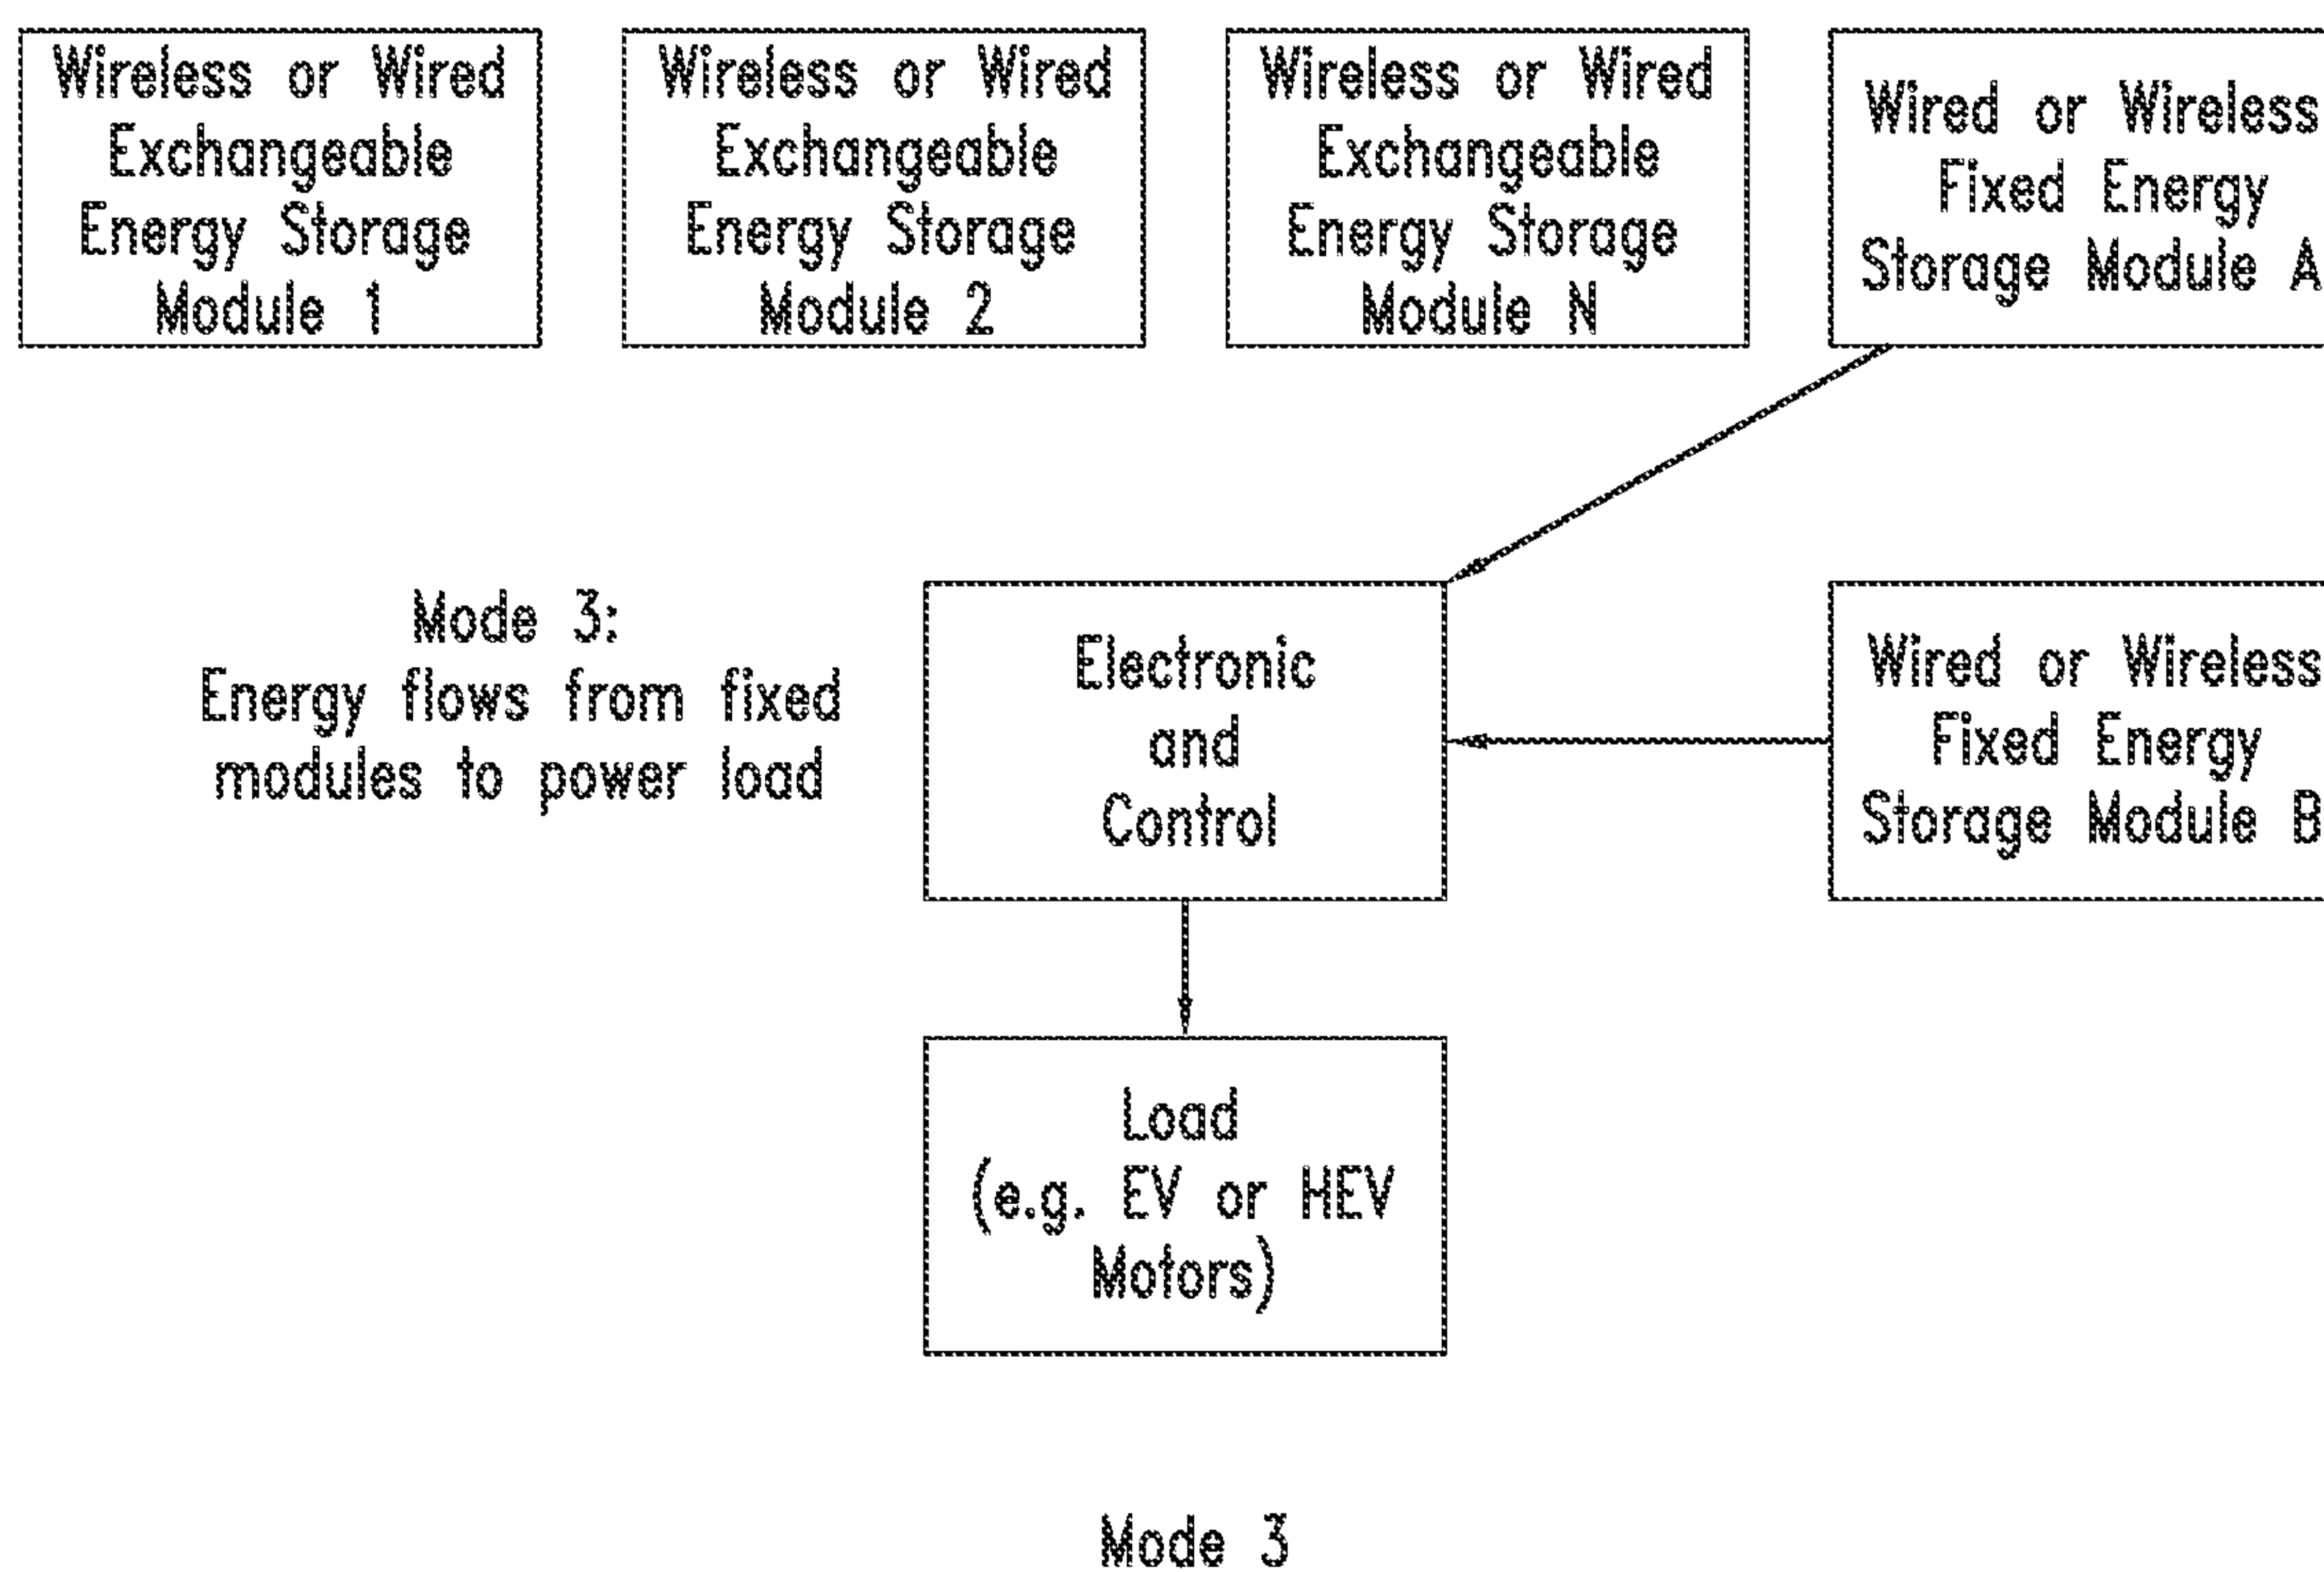 Wireless or Wired
Exchangeable
Energy Storage
Module 1
Wireless or Wired
Exchangeable
Energy Storage
Module 2
Wireless or Wired
Exchangeable
Energy Storage
Module N
Wired or Wireless
Fixed Energy
Storage Module A
Mode 3:
Energy flows from fixed
modules to power load
Electronic
and
Control
Wired or Wireless
Fixed Energy
Storage Module B
Load
(e.g. EV or HEV
Motors)
Mode 3